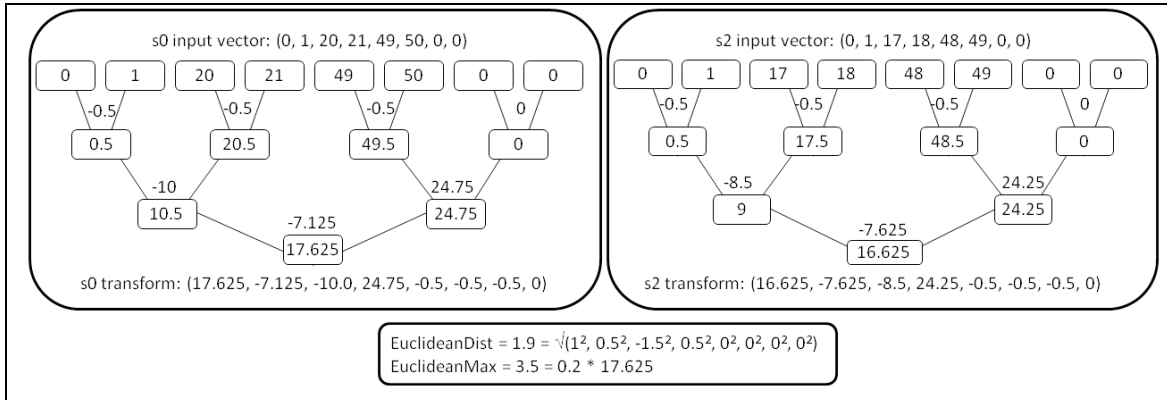 s0 input vector: (0, 1, 20, 21, 49, 50, 0, 0)
0 1 20 21 49 50 0 0
-0.5 -0.5 -0.5 0
0.5 20.5 49.5 0
-10 24.75
10.5 24.75
-7.125
17.625
s0 transform: (17.625, -7.125, -10.0, 24.75, -0.5, -0.5, -0.5, 0)
s2 input vector: (0, 1, 17, 18, 48, 49, 0, 0)
0 1 17 18 48 49 0 0
-0.5 -0.5 -0.5 0
0.5 17.5 48.5 0
-8.5 24.25
9 24.25
-7.625
16.625
s2 transform: (16.625, -7.625, -8.5, 24.25, -0.5, -0.5, -0.5, 0)
EuclideanDist = 1.9 = √(1², 0.5², -1.5², 0.5², 0², 0², 0², 0²)
EuclideanMax = 3.5 = 0.2 * 17.625